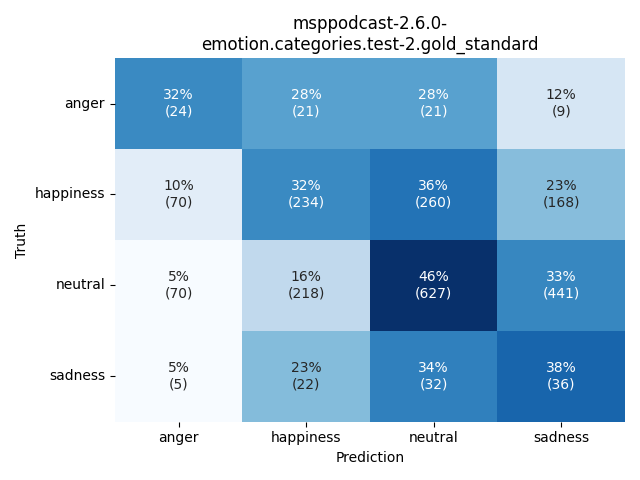 msppodcast-2.6.0-
emotion.categories.test-2.gold_standard
Truth
anger
32%
(24)
28%
(21)
28%
(21)
12%
(9)
happiness
10%
(70)
32%
(234)
36%
(260)
23%
(168)
neutral
5%
(70)
16%
(218)
46%
(627)
33%
(441)
sadness
5%
(5)
23%
(22)
34%
(32)
38%
(36)
anger
happiness
neutral
sadness
Prediction